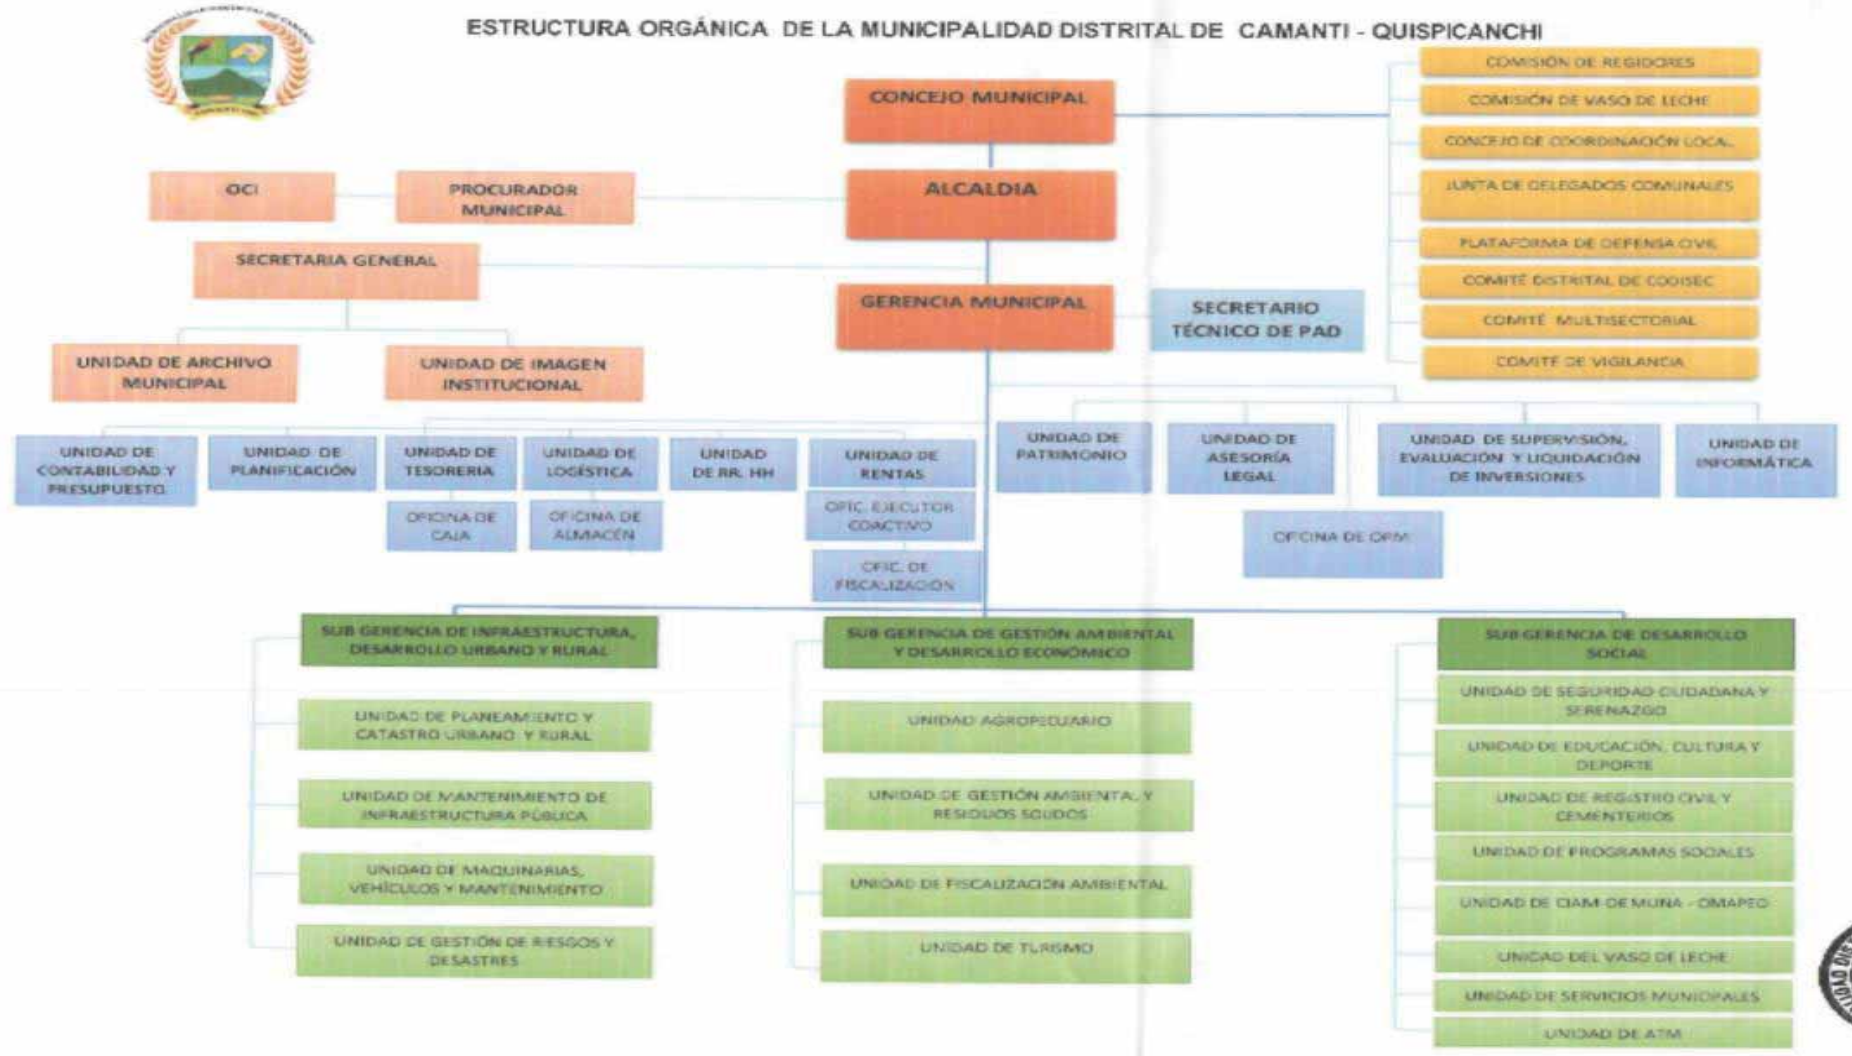 ESTRUCTURA ORGÁNICA DE LA MUNICIPALIDAD DISTRITAL DE CAMANTI - QUISPICANCHI
CONCEJO MUNICIPAL
COMISIÓN DE REGIDORES
COMISIÓN DE VASO DE LECHE
CONCEJO DE COORDINACIÓN LOCAL
JUNTA DE DELEGADOS COMUNALES
PLATAFORMA DE DEFENSA CIVIL
COMITÉ DISTRITAL DE CODISEC
COMITÉ MULTISECTORIAL
COMITÉ DE VIGILANCIA
ALCALDIA
OCI
PROCURADOR
MUNICIPAL
SECRETARIA GENERAL
UNIDAD DE ARCHIVO
MUNICIPAL
UNIDAD DE IMAGEN
INSTITUCIONAL
GERENCIA MUNICIPAL
SECRETARIO
TÉCNICO DE PAD
UNIDAD DE
CONTABILIDAD Y
PRESUPUESTO
UNIDAD DE
PLANIFICACIÓN
UNIDAD DE
TESORERIA
OFICINA DE
CAJA
UNIDAD DE
LOGÍSTICA
OFICINA DE
ALMACÉN
UNIDAD
DE RR. HH
UNIDAD DE
RENTAS
OFIC. EJECUTOR
COACTIVO
OFIC. DE
FISCALIZACIÓN
UNIDAD DE
PATRIMONIO
UNIDAD DE
ASESORÍA
LEGAL
OFICINA DE OPMI
UNIDAD DE SUPERVISIÓN,
EVALUACIÓN Y LIQUIDACIÓN
DE INVERSIONES
UNIDAD DE
INFORMÁTICA
SUB GERENCIA DE INFRAESTRUCTURA,
DESARROLLO URBANO Y RURAL
UNIDAD DE PLANEAMIENTO Y
CATASTRO URBANO Y RURAL
UNIDAD DE MANTENIMIENTO DE
INFRAESTRUCTURA PÚBLICA
UNIDAD DE MAQUINARIAS,
VEHÍCULOS Y MANTENIMIENTO
UNIDAD DE GESTIÓN DE RIESGOS Y
DESASTRES
SUB GERENCIA DE GESTIÓN AMBIENTAL
Y DESARROLLO ECONÓMICO
UNIDAD AGROPECUARIO
UNIDAD DE GESTIÓN AMBIENTAL Y
RESIDUOS SOLIDOS
UNIDAD DE FISCALIZACIÓN AMBIENTAL
UNIDAD DE TURISMO
SUB GERENCIA DE DESARROLLO
SOCIAL
UNIDAD DE SEGURIDAD CIUDADANA Y
SERENAZGO
UNIDAD DE EDUCACIÓN, CULTURA Y
DEPORTE
UNIDAD DE REGISTRO CIVIL Y
CEMENTERIOS
UNIDAD DE PROGRAMAS SOCIALES
UNIDAD DE CIAM-DEMUNA - OMAPED
UNIDAD DEL VASO DE LECHE
UNIDAD DE SERVICIOS MUNICIPALES
UNIDAD DE ATM